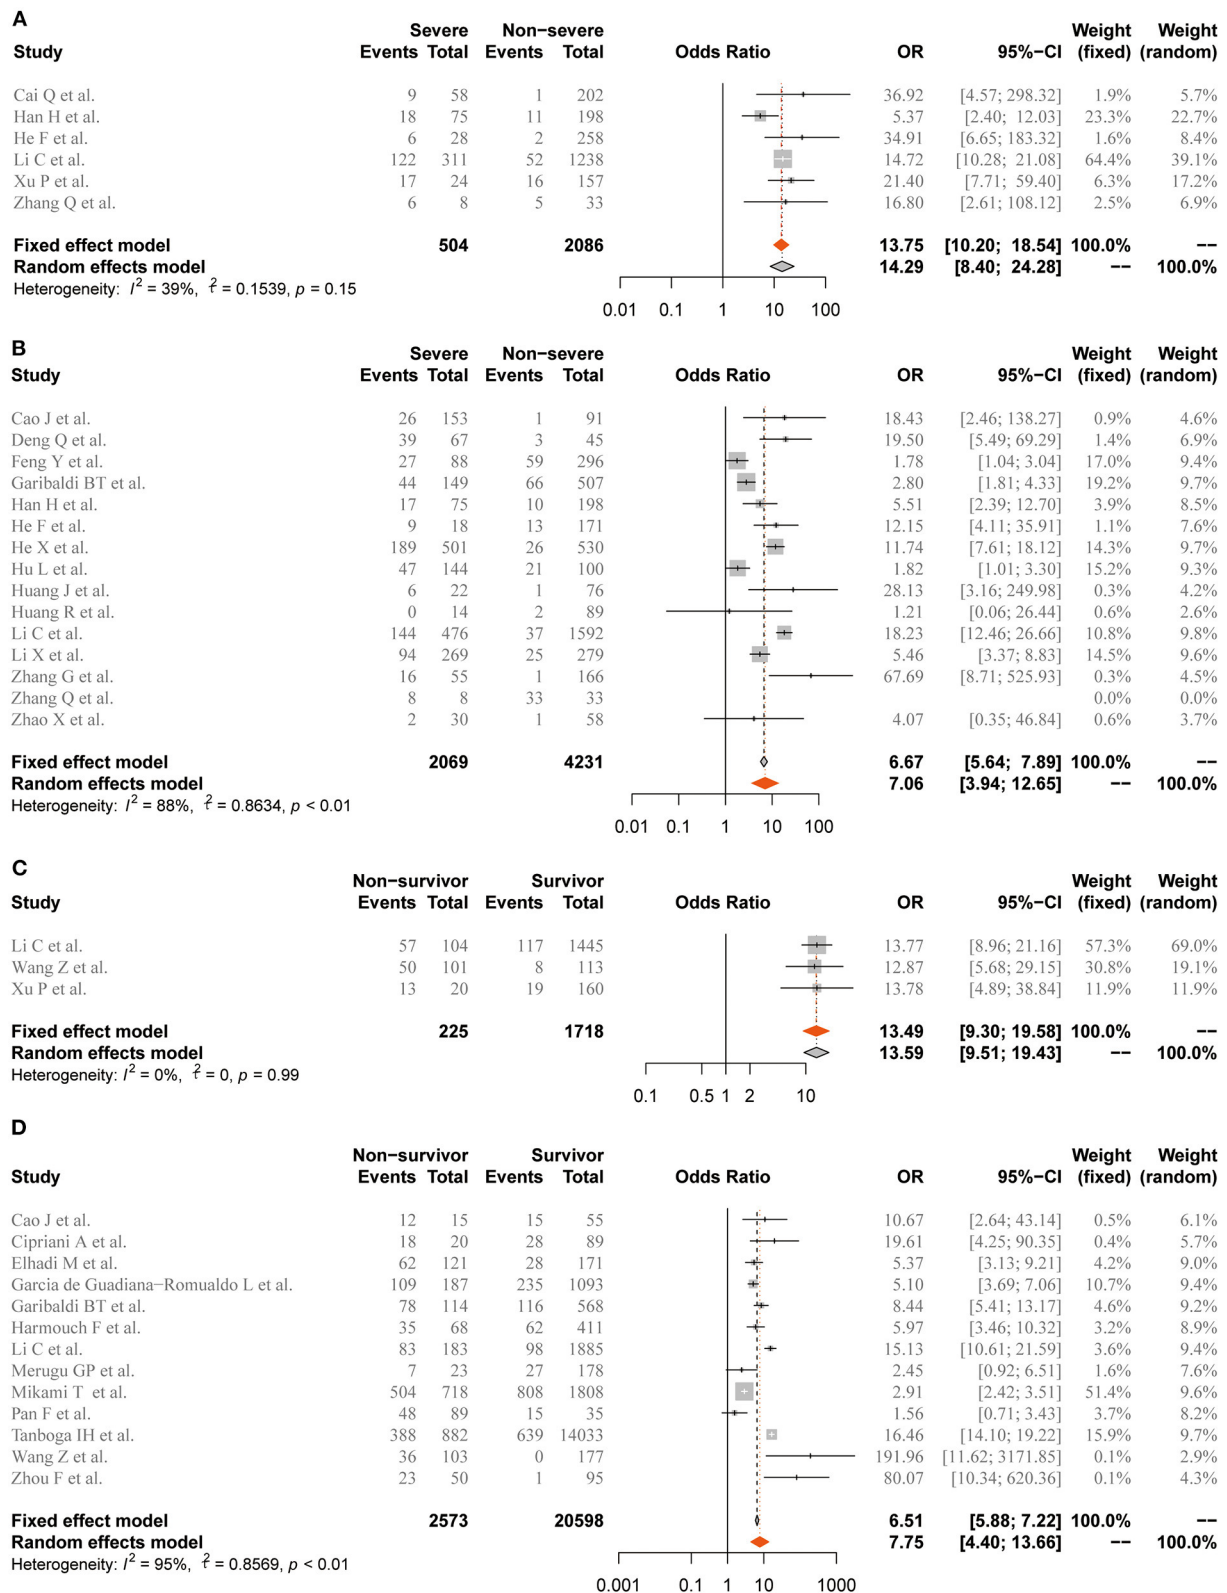 A
Severe Non−severe Weight Weight
Study Events Total Events Total Odds Ratio OR 95%−CI (fixed) (random)
Cai Q et al. 9 58 1 202 36.92 [4.57; 298.32] 1.9% 5.7%
Han H et al. 18 75 11 198 5.37 [2.40; 12.03] 23.3% 22.7%
He F et al. 6 28 2 258 34.91 [6.65; 183.32] 1.6% 8.4%
Li C et al. 122 311 52 1238 14.72 [10.28; 21.08] 64.4% 39.1%
Xu P et al. 17 24 16 157 21.40 [7.71; 59.40] 6.3% 17.2%
Zhang Q et al. 6 8 5 33 16.80 [2.61; 108.12] 2.5% 6.9%
Fixed effect model 504 2086 13.75 [10.20; 18.54] 100.0% −−
Random effects model 14.29 [8.40; 24.28] −− 100.0%
Heterogeneity: I² = 39%, τ² = 0.1539, p = 0.15
0.01 0.1 1 10 100
B
Severe Non−severe Weight Weight
Study Events Total Events Total Odds Ratio OR 95%−CI (fixed) (random)
Cao J et al. 26 153 1 91 18.43 [2.46; 138.27] 0.9% 4.6%
Deng Q et al. 39 67 3 45 19.50 [5.49; 69.29] 1.4% 6.9%
Feng Y et al. 27 88 59 296 1.78 [1.04; 3.04] 17.0% 9.4%
Garibaldi BT et al. 44 149 66 507 2.80 [1.81; 4.33] 19.2% 9.7%
Han H et al. 17 75 10 198 5.51 [2.39; 12.70] 3.9% 8.5%
He F et al. 9 18 13 171 12.15 [4.11; 35.91] 1.1% 7.6%
He X et al. 189 501 26 530 11.74 [7.61; 18.12] 14.3% 9.7%
Hu L et al. 47 144 21 100 1.82 [1.01; 3.30] 15.2% 9.3%
Huang J et al. 6 22 1 76 28.13 [3.16; 249.98] 0.3% 4.2%
Huang R et al. 0 14 2 89 1.21 [0.06; 26.44] 0.6% 2.6%
Li C et al. 144 476 37 1592 18.23 [12.46; 26.66] 10.8% 9.8%
Li X et al. 94 269 25 279 5.46 [3.37; 8.83] 14.5% 9.6%
Zhang G et al. 16 55 1 166 67.69 [8.71; 525.93] 0.3% 4.5%
Zhang Q et al. 8 8 33 33 0.0% 0.0%
Zhao X et al. 2 30 1 58 4.07 [0.35; 46.84] 0.6% 3.7%
Fixed effect model 2069 4231 6.67 [5.64; 7.89] 100.0% −−
Random effects model 7.06 [3.94; 12.65] −− 100.0%
Heterogeneity: I² = 88%, τ² = 0.8634, p < 0.01
0.01 0.1 1 10 100
C
Non−survivor Survivor Weight Weight
Study Events Total Events Total Odds Ratio OR 95%−CI (fixed) (random)
Li C et al. 57 104 117 1445 13.77 [8.96; 21.16] 57.3% 69.0%
Wang Z et al. 50 101 8 113 12.87 [5.68; 29.15] 30.8% 19.1%
Xu P et al. 13 20 19 160 13.78 [4.89; 38.84] 11.9% 11.9%
Fixed effect model 225 1718 13.49 [9.30; 19.58] 100.0% −−
Random effects model 13.59 [9.51; 19.43] −− 100.0%
Heterogeneity: I² = 0%, τ² = 0, p = 0.99
0.1 0.5 1 2 10
D
Non−survivor Survivor Weight Weight
Study Events Total Events Total Odds Ratio OR 95%−CI (fixed) (random)
Cao J et al. 12 15 15 55 10.67 [2.64; 43.14] 0.5% 6.1%
Cipriani A et al. 18 20 28 89 19.61 [4.25; 90.35] 0.4% 5.7%
Elhadi M et al. 62 121 28 171 5.37 [3.13; 9.21] 4.2% 9.0%
Garcia de Guadiana−Romualdo L et al. 109 187 235 1093 5.10 [3.69; 7.06] 10.7% 9.4%
Garibaldi BT et al. 78 114 116 568 8.44 [5.41; 13.17] 4.6% 9.2%
Harmouch F et al. 35 68 62 411 5.97 [3.46; 10.32] 3.2% 8.9%
Li C et al. 83 183 98 1885 15.13 [10.61; 21.59] 3.6% 9.4%
Merugu GP et al. 7 23 27 178 2.45 [0.92; 6.51] 1.6% 7.6%
Mikami T et al. 504 718 808 1808 2.91 [2.42; 3.51] 51.4% 9.6%
Pan F et al. 48 89 15 35 1.56 [0.71; 3.43] 3.7% 8.2%
Tanboga IH et al. 388 882 639 14033 16.46 [14.10; 19.22] 15.9% 9.7%
Wang Z et al. 36 103 0 177 191.96 [11.62; 3171.85] 0.1% 2.9%
Zhou F et al. 23 50 1 95 80.07 [10.34; 620.36] 0.1% 4.3%
Fixed effect model 2573 20598 6.51 [5.88; 7.22] 100.0% −−
Random effects model 7.75 [4.40; 13.66] −− 100.0%
Heterogeneity: I² = 95%, τ² = 0.8569, p < 0.01
0.001 0.1 1 10 1000